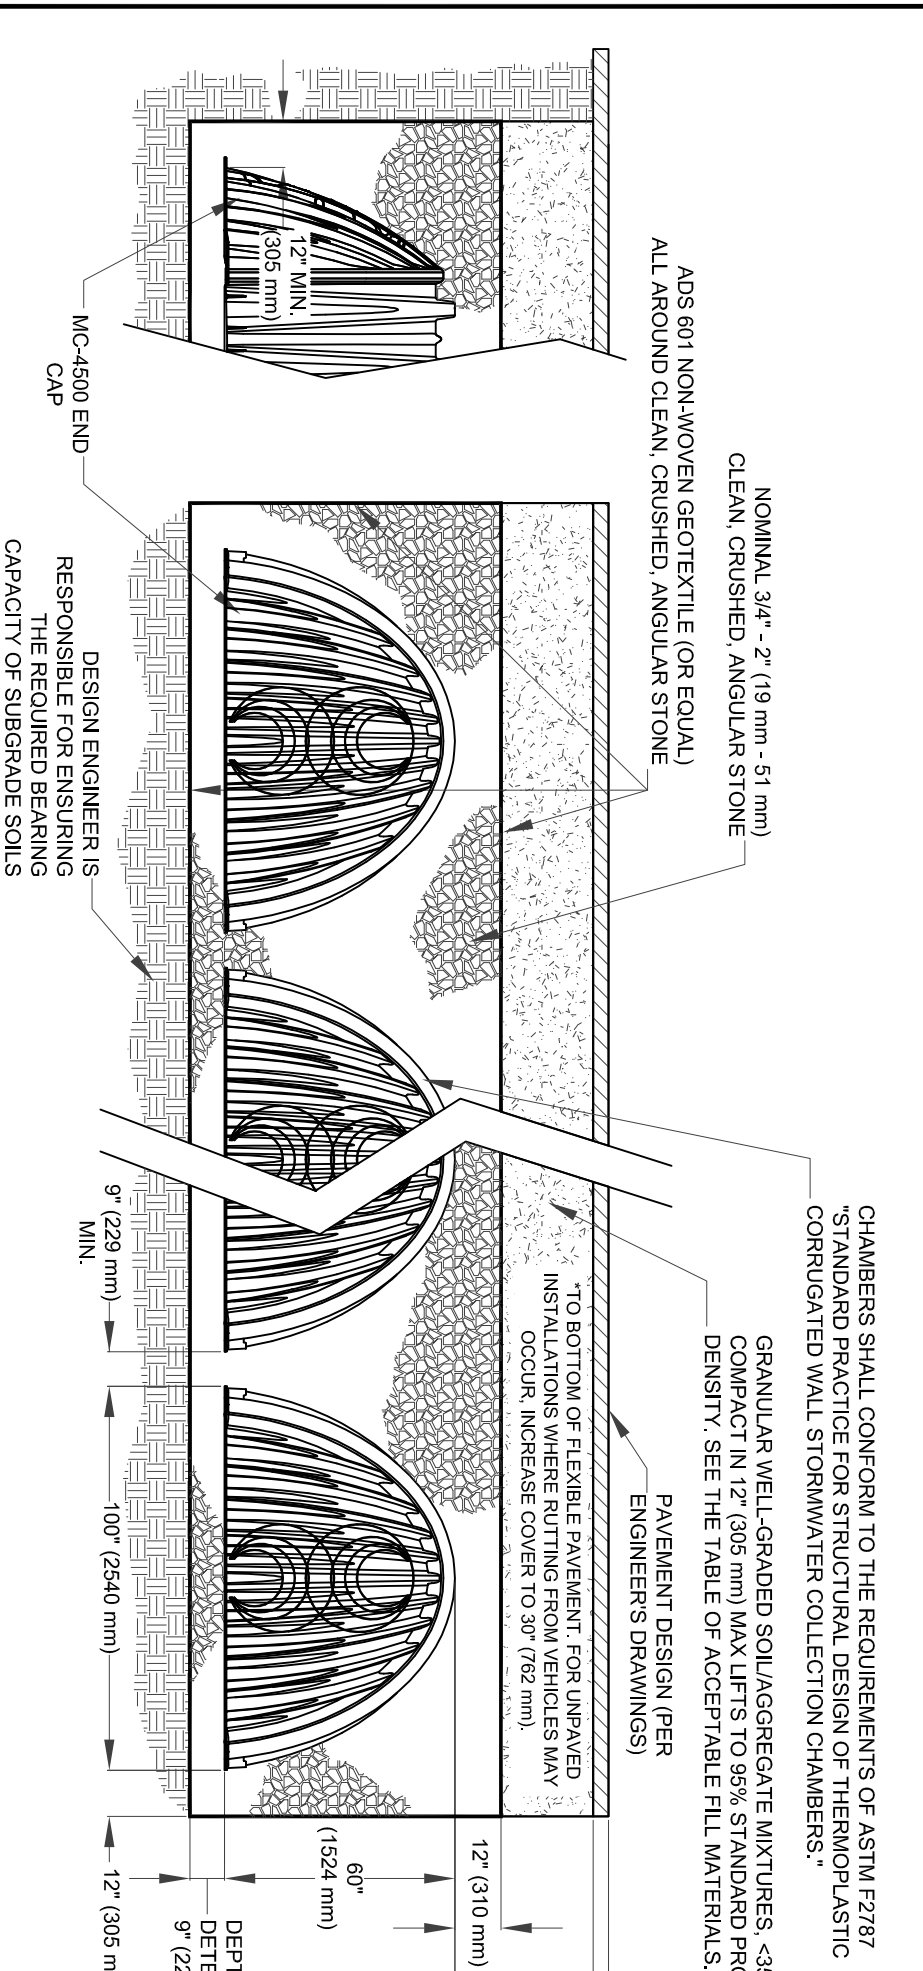 CHAMBERS SHALL CONFORM TO THE REQUIREMENTS OF ASTM F2787
"STANDARD PRACTICE FOR STRUCTURAL DESIGN OF THERMOPLASTIC
CORRUGATED WALL STORMWATER COLLECTION CHAMBERS."
GRANULAR WELL-GRADED SOIL/AGGREGATE MIXTURES,
COMPACT IN 12" (305 mm) MAX LIFTS TO 95% STANDARD
DENSITY. SEE THE TABLE OF ACCEPTABLE FILL MATERIALS.
PAVEMENT DESIGN (PER
ENGINEER'S DRAWINGS)
NOMINAL 3/4" - 2" (19 mm - 51 mm)
CLEAN, CRUSHED, ANGULAR STONE
ADS 601 NON-WOVEN GEOTEXTILE (OR EQUAL)
ALL AROUND CLEAN, CRUSHED, ANGULAR STONE
*TO BOTTOM OF FLEXIBLE PAVEMENT. FOR UNPAVED
INSTALLATIONS WHERE RUTTING FROM VEHICLES MAY
OCCUR, INCREASE COVER TO 30" (762 mm).
12" (310 mm)
12" MIN.
(305 mm)
60"
(1524 mm)
MC-4500 END
CAP
DESIGN ENGINEER IS
RESPONSIBLE FOR ENSURING
THE REQUIRED BEARING
CAPACITY OF SUBGRADE SOILS
9" (229 mm)
MIN.
100" (2540 mm)
12" (305 m